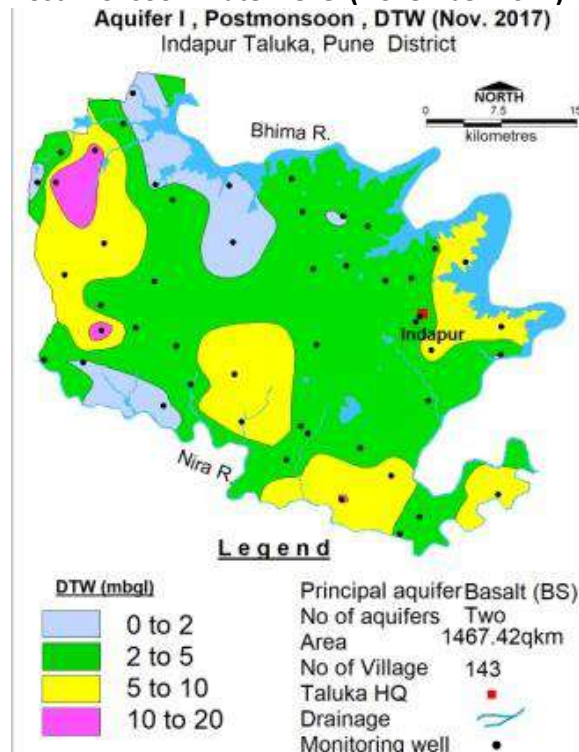 Aquifer I , Postmonsoon , DTW (Nov. 2017)
Indapur Taluka, Pune District
NORTH
0 7.5 15
kilometres
Bhima R.
Indapur
Nira R.
Legend
DTW (mbgl)
0 to 2
2 to 5
5 to 10
10 to 20
Principal aquifer Basalt (BS)
No of aquifers Two
Area 1467.42qkm
No of Village 143
Taluka HQ
Drainage
Monitoring well